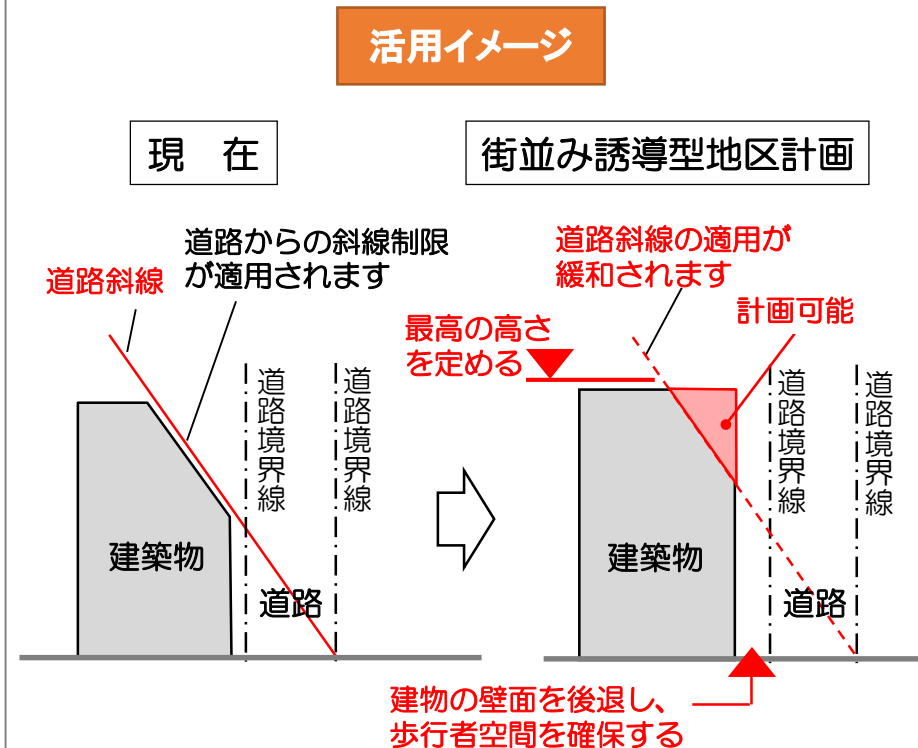 活用イメージ
現　在
道路からの斜線制限
が適用されます
道路斜線
道路境界線
道路境界線
建築物
道路
街並み誘導型地区計画
道路斜線の適用が
緩和されます
計画可能
最高の高さ
を定める
道路境界線
道路境界線
建築物
道路
建物の壁面を後退し、
歩行者空間を確保する